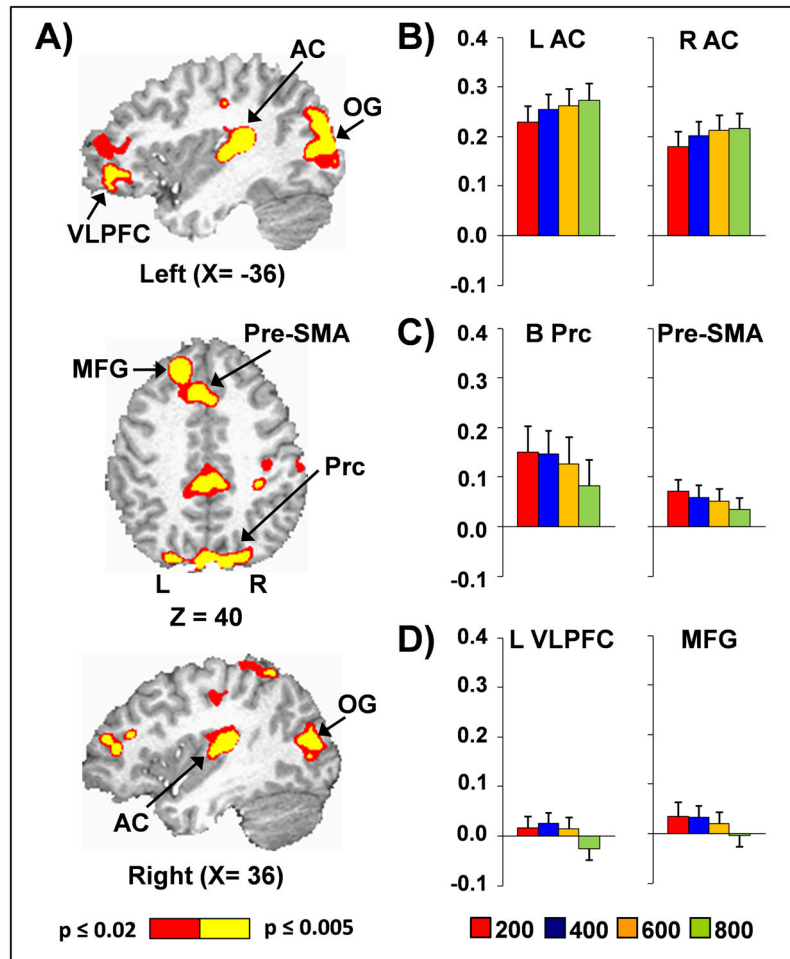 A)
AC
OG
VLPFC
Left (X= -36)
Pre-SMA
MFG
Prc
L R
Z = 40
OG
AC
Right (X= 36)
p ≤ 0.02 p ≤ 0.005
B)
L AC R AC
0.4
0.3
0.2
0.1
0.0
-0.1
C)
B Prc Pre-SMA
0.4
0.3
0.2
0.1
0.0
-0.1
D)
L VLPFC MFG
0.4
0.3
0.2
0.1
0.0
-0.1
200 400 600 800